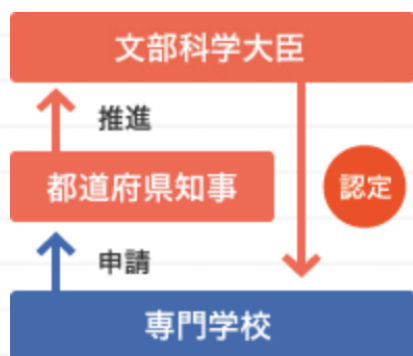 文部科学大臣
推進
都道府県知事
認定
申請
専門学校